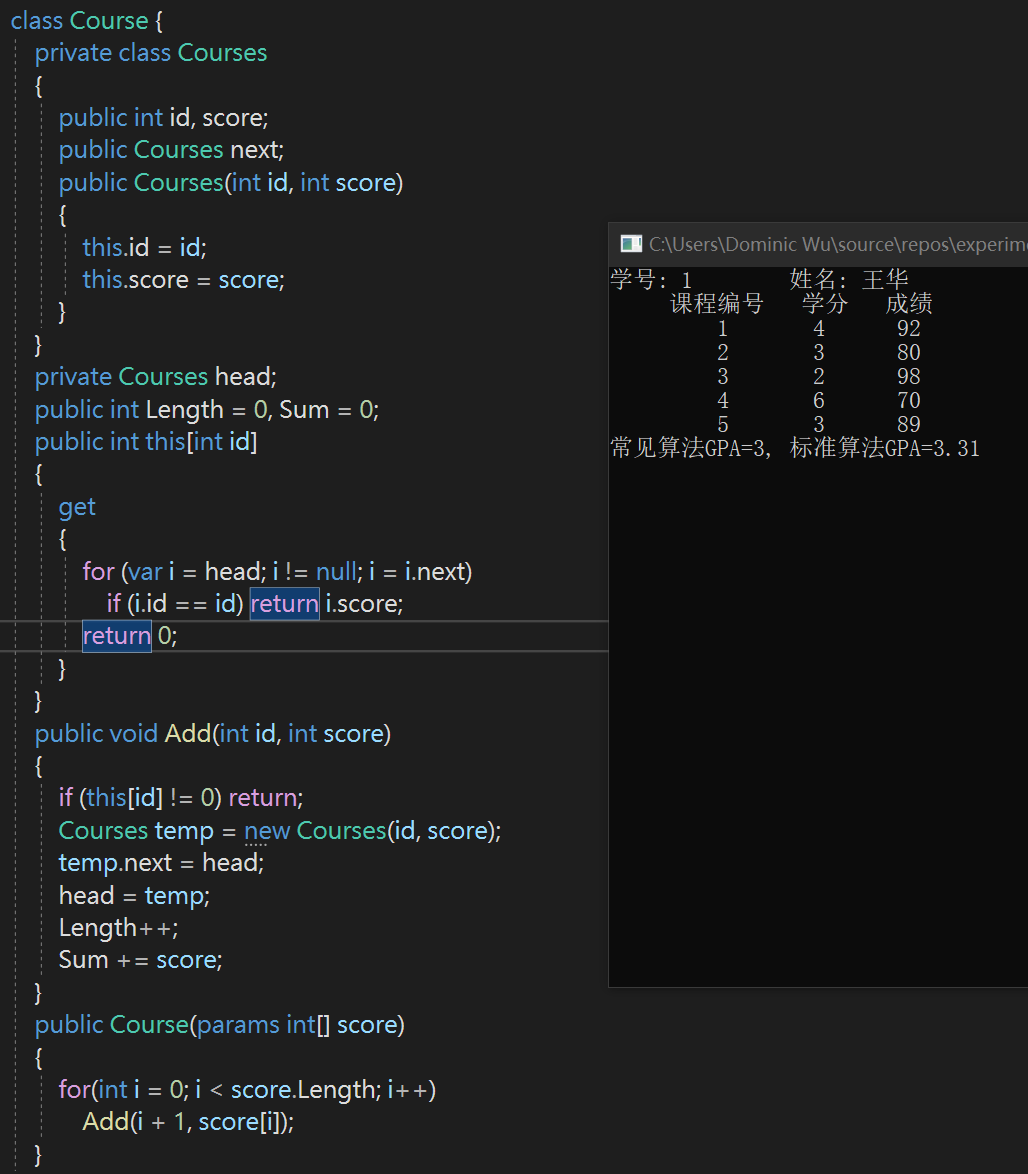 class Course {
private class Courses
{
public int id, score;
public Courses next;
public Courses(int id, int score)
{
this.id = id;
this.score = score;
}
}
private Courses head;
public int Length = 0, Sum = 0;
public int this[int id]
{
get
{
for (var i = head; i != null; i = i.next)
if (i.id == id) return i.score;
return 0;
}
}
public void Add(int id, int score)
{
if (this[id] != 0) return;
Courses temp = new Courses(id, score);
temp.next = head;
head = temp;
Length++;
Sum += score;
}
public Course(params int[] score)
{
for(int i = 0; i < score.Length; i++)
Add(i + 1, score[i]);
}
C:\Users\Dominic Wu\source\repos\experime
学号: 1 姓名: 王华
课程编号 学分 成绩
1 4 92
2 3 80
3 2 98
4 6 70
5 3 89
常见算法GPA=3, 标准算法GPA=3.31